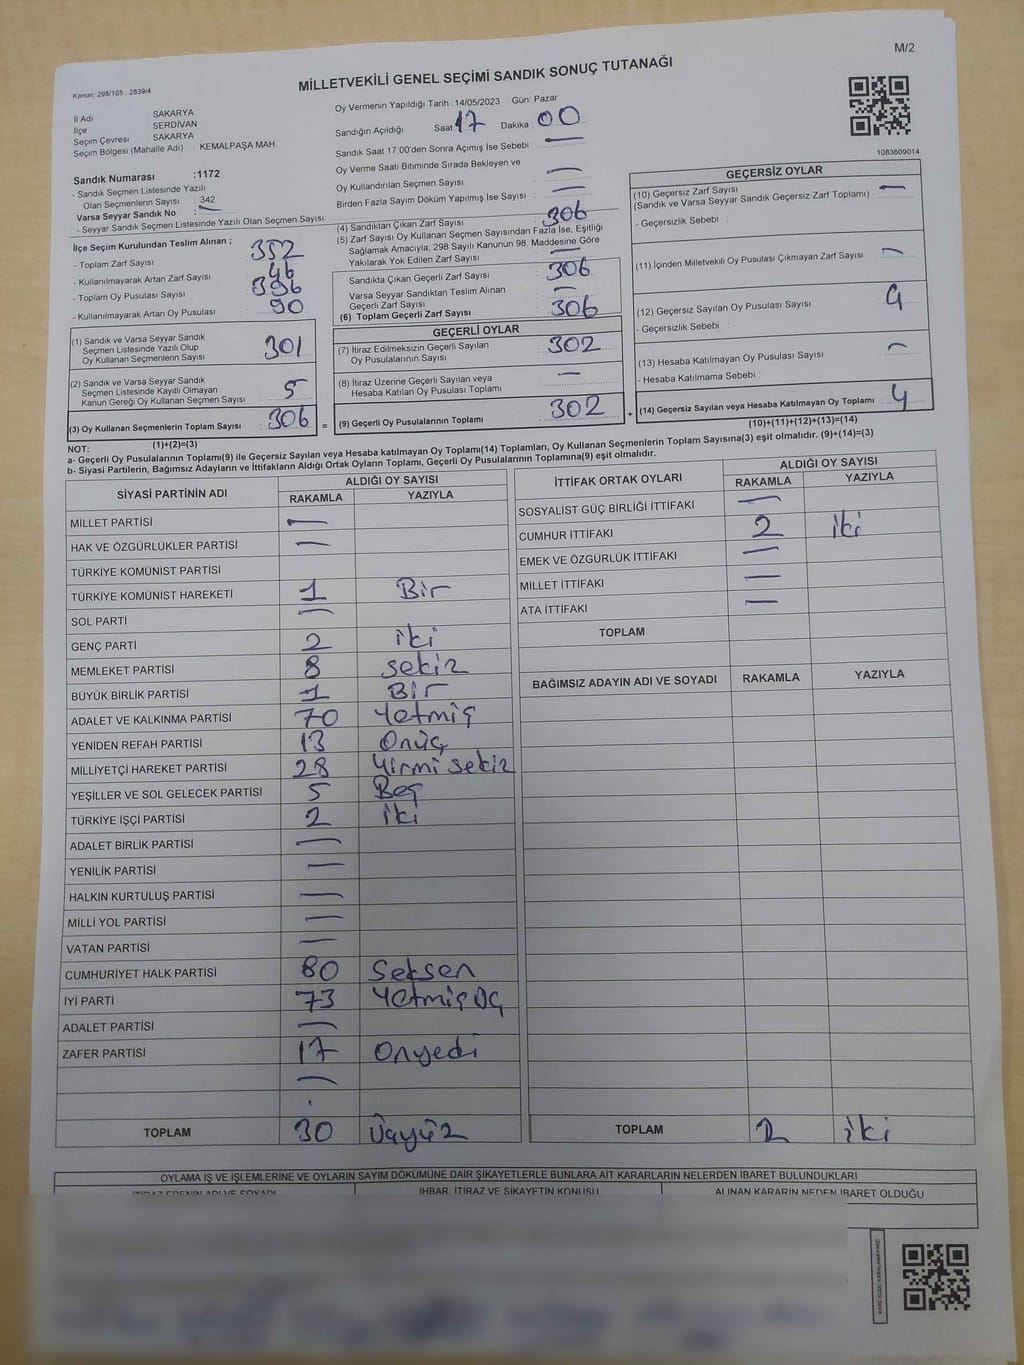 M/2
Kanun: 298/105, 2839/4
MİLLETVEKİLİ GENEL SEÇİMİ SANDIK SONUÇ TUTANAĞI
İl Adı : SAKARYA
İlçe : SERDİVAN
Seçim Çevresi : SAKARYA
Seçim Bölgesi (Mahalle Adı) KEMALPAŞA MAH.
Sandık Numarası :1172
- Sandık Seçmen Listesinde Yazılı
Olan Seçmenlerin Sayısı : 342
Varsa Seyyar Sandık No : —
- Seyyar Sandık Seçmen Listesinde Yazılı Olan Seçmen Sayısı:
İlçe Seçim Kurulundan Teslim Alınan ;
- Toplam Zarf Sayısı : 352
- Kullanılmayarak Artan Zarf Sayısı : 46
- Toplam Oy Pusulası Sayısı : 396
- Kullanılmayarak Artan Oy Pusulası : 90
(1) Sandık ve Varsa Seyyar Sandık
Seçmen Listesinde Yazılı Olup
Oy Kullanan Seçmenlerin Sayısı : 301
(2) Sandık ve Varsa Seyyar Sandık
Seçmen Listesinde Kayıtlı Olmayan
Kanun Gereği Oy Kullanan Seçmen Sayısı : 5
(3) Oy Kullanan Seçmenlerin Toplam Sayısı : 306 =
(1)+(2)=(3)
Oy Vermenin Yapıldığı Tarih : 14/05/2023 Gün: Pazar
Sandığın Açıldığı Saat: 17 Dakika : 00
Sandık Saat 17.00'den Sonra Açımış İse Sebebi : —
Oy Verme Saati Bitiminde Sırada Bekleyen ve
Oy Kullandırılan Seçmen Sayısı : —
Birden Fazla Sayım Döküm Yapılmış İse Sayısı : —
(4) Sandıktan Çıkan Zarf Sayısı : 306
(5) Zarf Sayısı Oy Kullanan Seçmen Sayısından Fazla İse, Eşitliği
Sağlamak Amacıyla; 298 Sayılı Kanunun 98. Maddesine Göre
Yakılarak Yok Edilen Zarf Sayısı : —
Sandıkta Çıkan Geçerli Zarf Sayısı : 306
Varsa Seyyar Sandıktan Teslim Alınan
Geçerli Zarf Sayısı : —
(6) Toplam Geçerli Zarf Sayısı : 306
GEÇERLİ OYLAR
(7) İtiraz Edilmeksizin Geçerli Sayılan
Oy Pusulalarının Sayısı : 302
(8) İtiraz Üzerine Geçerli Sayılan veya
Hesaba Katılan Oy Pusulası Toplamı : —
(9) Geçerli Oy Pusulalarının Toplamı : 302 +
1083609014
GEÇERSİZ OYLAR
(10) Geçersiz Zarf Sayısı : —
(Sandık ve Varsa Seyyar Sandık Geçersiz Zarf Toplamı)
- Geçersizlik Sebebi :
(11) İçinden Milletvekili Oy Pusulası Çıkmayan Zarf Sayısı : —
(12) Geçersiz Sayılan Oy Pusulası Sayısı : 4
- Geçersizlik Sebebi :
(13) Hesaba Katılmayan Oy Pusulası Sayısı : —
- Hesaba Katılmama Sebebi :
(14) Geçersiz Sayılan veya Hesaba Katılmayan Oy Toplamı : 4
(10)+(11)+(12)+(13)=(14)
NOT:
a- Geçerli Oy Pusulalarının Toplamı(9) ile Geçersiz Sayılan veya Hesaba katılmayan Oy Toplamı(14) Toplamları, Oy Kullanan Seçmenlerin Toplam Sayısına(3) eşit olmalıdır. (9)+(14)=(3)
b- Siyasi Partilerin, Bağımsız Adayların ve İttifakların Aldığı Ortak Oyların Toplamı, Geçerli Oy Pusulalarının Toplamına(9) eşit olmalıdır.
SİYASİ PARTİNİN ADI ALDIĞI OY SAYISI
RAKAMLA YAZIYLA
MİLLET PARTİSİ —
HAK VE ÖZGÜRLÜKLER PARTİSİ —
TÜRKİYE KOMÜNİST PARTİSİ
TÜRKİYE KOMÜNİST HAREKETİ 1 Bir
SOL PARTİ —
GENÇ PARTİ 2 iki
MEMLEKET PARTİSİ 8 sekiz
BÜYÜK BİRLİK PARTİSİ 1 Bir
ADALET VE KALKINMA PARTİSİ 70 Yetmiş
YENİDEN REFAH PARTİSİ 13 Onüç
MİLLİYETÇİ HAREKET PARTİSİ 28 Yirmi sekiz
YEŞİLLER VE SOL GELECEK PARTİSİ 5 Beş
TÜRKİYE İŞÇİ PARTİSİ 2 iki
ADALET BİRLİK PARTİSİ —
YENİLİK PARTİSİ —
HALKIN KURTULUŞ PARTİSİ —
MİLLİ YOL PARTİSİ —
VATAN PARTİSİ —
CUMHURİYET HALK PARTİSİ 80 Seksen
İYİ PARTİ 73 Yetmiş üç
ADALET PARTİSİ —
ZAFER PARTİSİ 17 Onyedi
—
TOPLAM 30 üçyüz
İTTİFAK ORTAK OYLARI ALDIĞI OY SAYISI
RAKAMLA YAZIYLA
SOSYALİST GÜÇ BİRLİĞİ İTTİFAKI —
CUMHUR İTTİFAKI 2 iki
EMEK VE ÖZGÜRLÜK İTTİFAKI —
MİLLET İTTİFAKI —
ATA İTTİFAKI —
TOPLAM
BAĞIMSIZ ADAYIN ADI VE SOYADI RAKAMLA YAZIYLA
TOPLAM 2 iki
OYLAMA İŞ VE İŞLEMLERİNE VE OYLARIN SAYIM DÖKÜMÜNE DAİR ŞİKAYETLERLE BUNLARA AİT KARARLARIN NELERDEN İBARET BULUNDUKLARI
İTİRAZ EDENİN ADI VE SOYADI İHBAR, İTİRAZ VE ŞİKAYETİN KONUSU ALINAN KARARIN NEDEN İBARET OLDUĞU